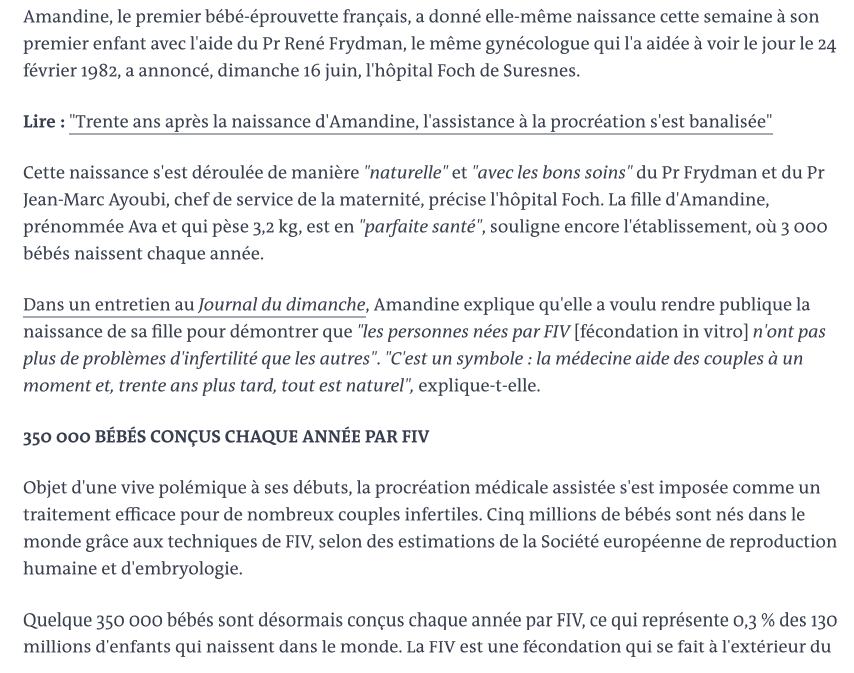 Amandine, le premier bébé-éprouvette français, a donné elle-même naissance cette semaine à son
premier enfant avec l'aide du Pr René Frydman, le même gynécologue qui l'a aidée à voir le jour le 24
février 1982, a annoncé, dimanche 16 juin, l'hôpital Foch de Suresnes.
Lire : "Trente ans après la naissance d'Amandine, l'assistance à la procréation s'est banalisée"
Cette naissance s'est déroulée de manière "naturelle" et "avec les bons soins" du Pr Frydman et du Pr
Jean-Marc Ayoubi, chef de service de la maternité, précise l'hôpital Foch. La fille d'Amandine,
prénommée Ava et qui pèse 3,2 kg, est en "parfaite santé", souligne encore l'établissement, où 3 000
bébés naissent chaque année.
Dans un entretien au Journal du dimanche, Amandine explique qu'elle a voulu rendre publique la
naissance de sa fille pour démontrer que "les personnes nées par FIV [fécondation in vitro] n'ont pas
plus de problèmes d'infertilité que les autres". "C'est un symbole : la médecine aide des couples à un
moment et, trente ans plus tard, tout est naturel", explique-t-elle.
350 000 BÉBÉS CONÇUS CHAQUE ANNÉE PAR FIV
Objet d'une vive polémique à ses débuts, la procréation médicale assistée s'est imposée comme un
traitement efficace pour de nombreux couples infertiles. Cinq millions de bébés sont nés dans le
monde grâce aux techniques de FIV, selon des estimations de la Société européenne de reproduction
humaine et d'embryologie.
Quelque 350 000 bébés sont désormais conçus chaque année par FIV, ce qui représente 0,3 % des 130
millions d'enfants qui naissent dans le monde. La FIV est une fécondation qui se fait à l'extérieur du